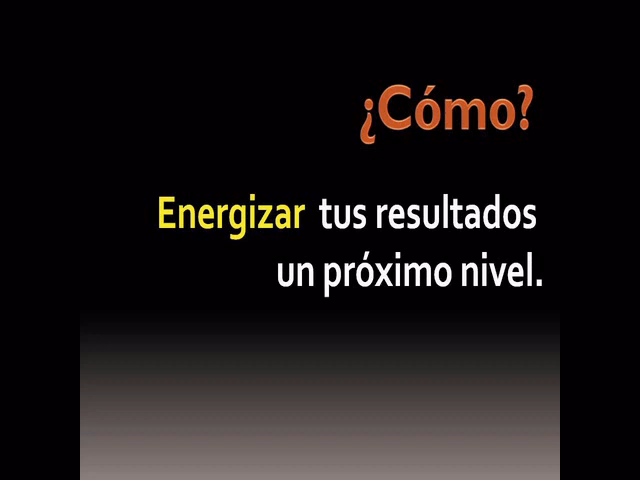 ¿Cómo?
Energizar tus resultados
un próximo nivel.